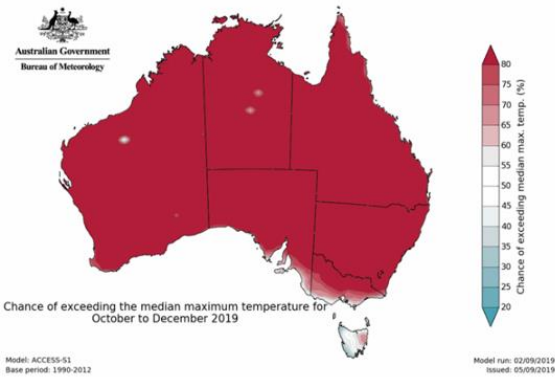 Australian Government
Bureau of Meteorology
80
75
70
65
60
55
50
45
40
35
30
25
20
Chance of exceeding median max. temp. (%)
Chance of exceeding the median maximum temperature for
October to December 2019
Model: ACCESS-S1
Base period: 1990-2012
Model run: 02/09/2019
Issued: 05/09/2019